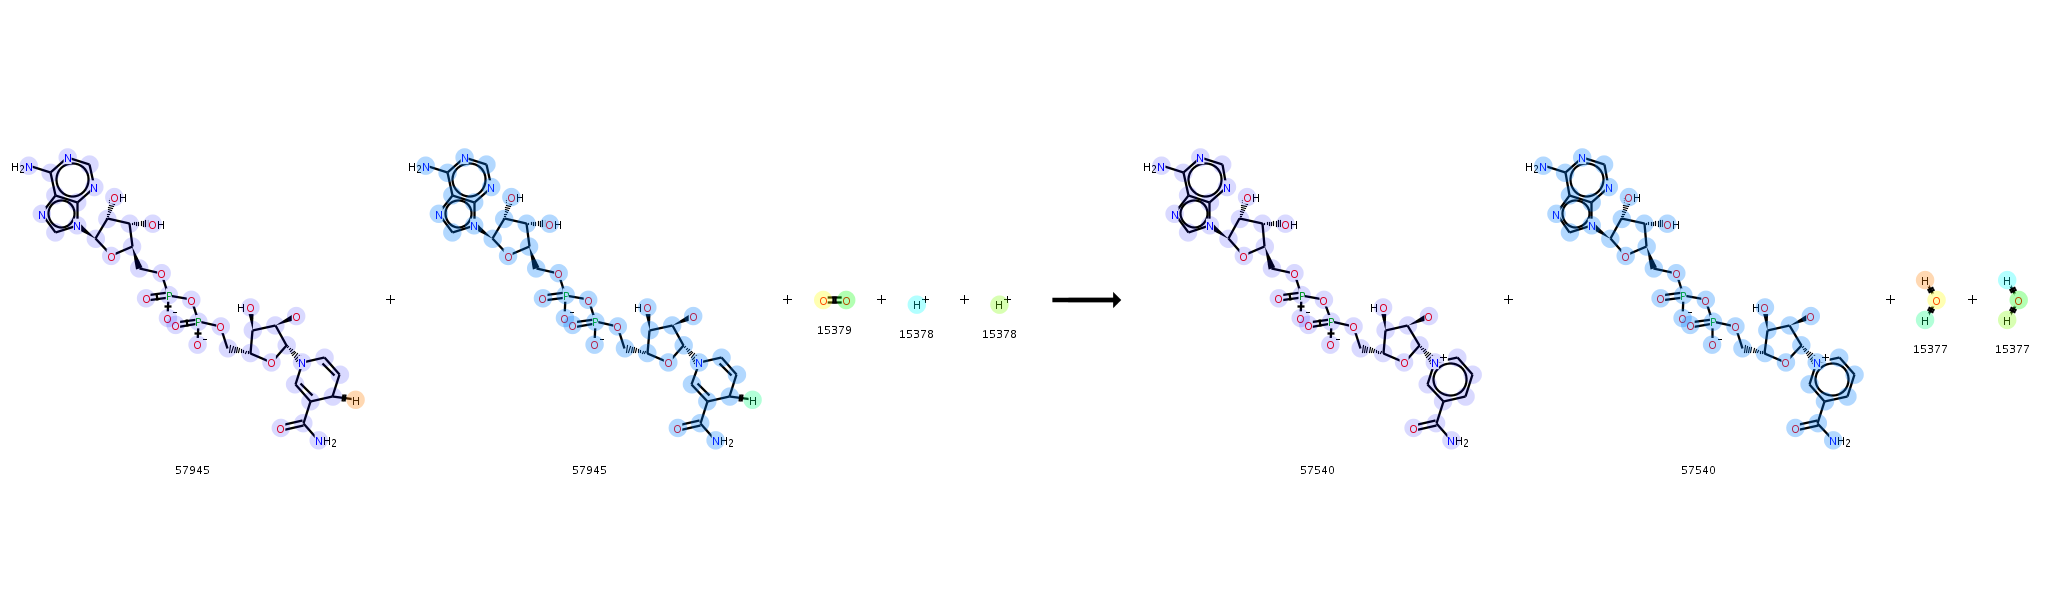 H₂N N N N N OH OH O O O P O⁻ O O P O⁻ O HO O O N H O NH₂
57945
+
H₂N N N N N OH OH O O O P O⁻ O O P O⁻ O HO O O N H O NH₂
57945
+
O O
15379
+
H⁺
15378
+
H⁺
15378
H₂N N N N N OH OH O O O P O⁻ O O P O⁻ O HO O O N⁺ O NH₂
57540
+
H₂N N N N N OH OH O O O P O⁻ O O P O⁻ O HO O O N⁺ O NH₂
57540
+
H O H
15377
+
H O H
15377